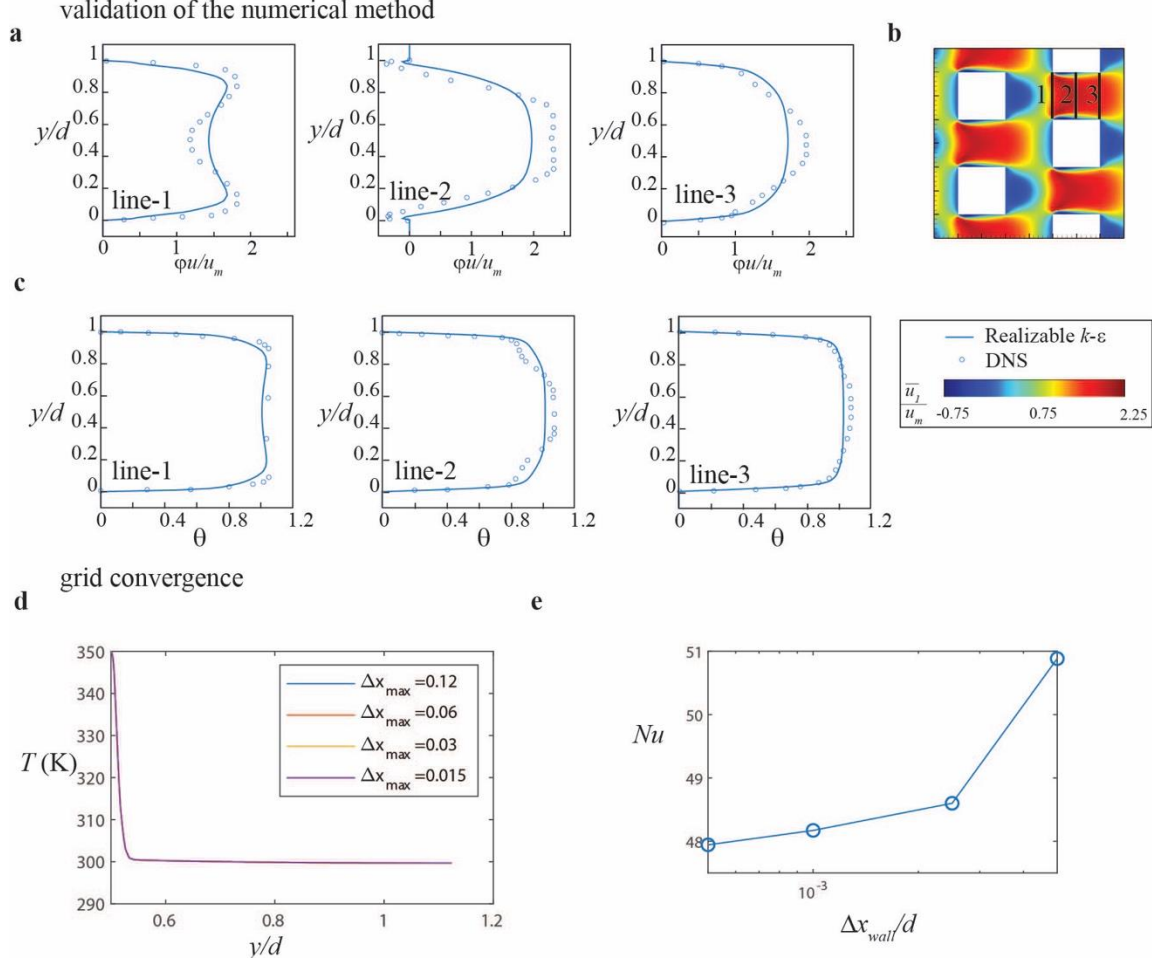 validation of the numerical method
a
b
1
0.8
0.6
y/d
0.4
0.2
0
line-1
0 1 2
φu/u_m
1
0.8
0.6
y/d
0.4
0.2
0
line-2
0 1 2
φu/u_m
1
0.8
0.6
y/d
0.4
0.2
0
line-3
0 1 2
φu/u_m
1 2 3
c
1
0.8
0.6
y/d
0.4
0.2
0
line-1
0 0.4 0.8 1.2
θ
1
0.8
0.6
y/d
0.4
0.2
0
line-2
0 0.4 0.8 1.2
θ
1
0.8
0.6
y/d
0.4
0.2
0
line-3
0 0.4 0.8 1.2
θ
Realizable k-ε
DNS
u̅₁
u_m
-0.75 0.75 2.25
grid convergence
d
350
340
330
320
310
300
290
T (K)
Δx_max=0.12
Δx_max=0.06
Δx_max=0.03
Δx_max=0.015
0.6 0.8 1 1.2
y/d
e
51
50
49
48
Nu
10⁻³
Δx_wall/d